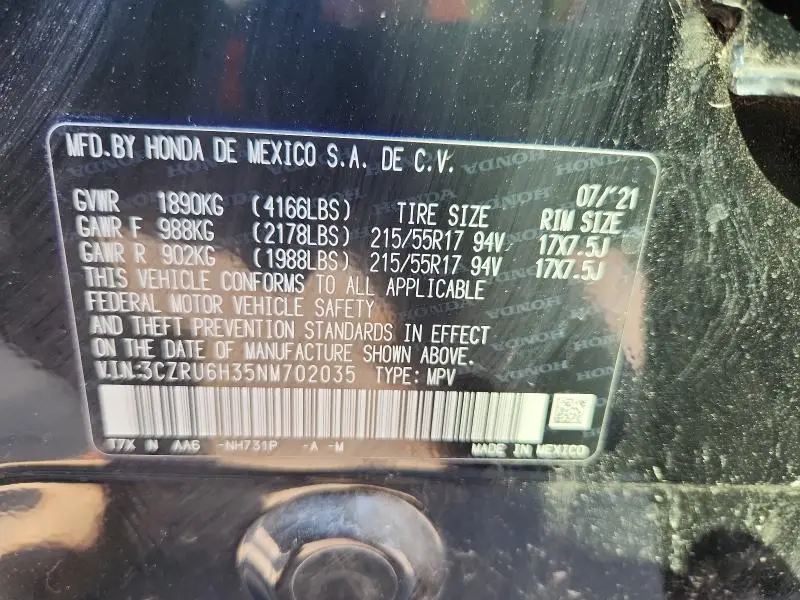 MFD.BY HONDA DE MEXICO S.A. DE C.V.
07/'21
GVWR 1890KG (4166LBS) TIRE SIZE RIM SIZE
GAWR F 988KG (2178LBS) 215/55R17 94V 17X7.5J
GAWR R 902KG (1988LBS) 215/55R17 94V 17X7.5J
THIS VEHICLE CONFORMS TO ALL APPLICABLE
FEDERAL MOTOR VEHICLE SAFETY
AND THEFT PREVENTION STANDARDS IN EFFECT
ON THE DATE OF MANUFACTURE SHOWN ABOVE.
V.I.N.:3CZRU6H35NM702035 TYPE: MPV
T7X N AA6 -NH731P -A -M MADE IN MEXICO